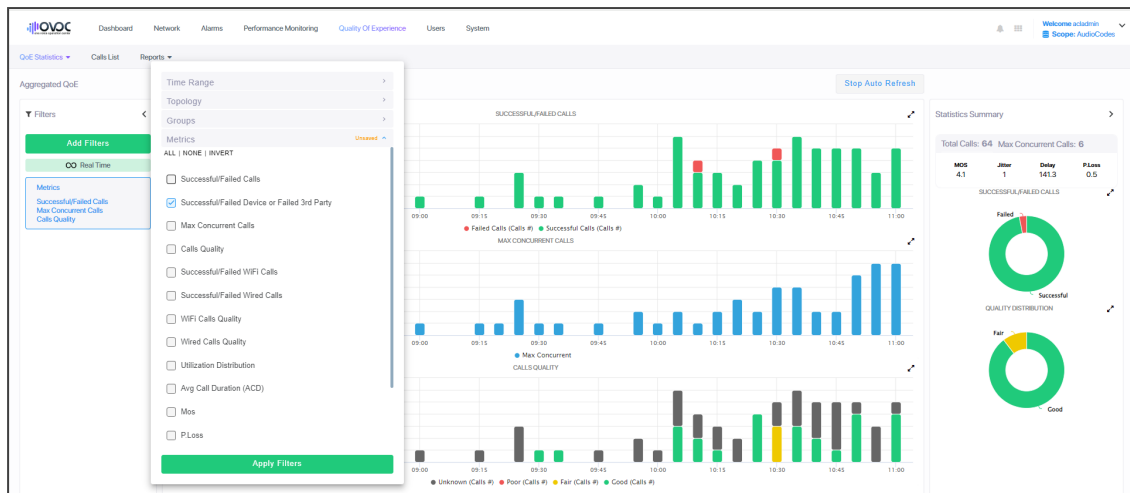 OVOC
Dashboard Network Alarms Performance Monitoring Quality Of Experience Users System
Welcome acladmin
Scope: AudioCodes
QoE Statistics Calls List Reports
Aggregated QoE
Stop Auto Refresh
Filters
Add Filters
Real Time
Metrics
Successful/Failed Calls
Max Concurrent Calls
Calls Quality
Time Range
Topology
Groups
Metrics Unsaved
ALL | NONE | INVERT
Successful/Failed Calls
Successful/Failed Device or Failed 3rd Party
Max Concurrent Calls
Calls Quality
Successful/Failed WiFi Calls
Successful/Failed Wired Calls
WiFi Calls Quality
Wired Calls Quality
Utilization Distribution
Avg Call Duration (ACD)
Mos
P.Loss
Apply Filters
SUCCESSFUL/FAILED CALLS
09:00 09:15 09:30 09:45 10:00 10:15 10:30 10:45 11:00
Failed Calls (Calls #) Successful Calls (Calls #)
MAX CONCURRENT CALLS
09:00 09:15 09:30 09:45 10:00 10:15 10:30 10:45 11:00
Max Concurrent
CALLS QUALITY
09:00 09:15 09:30 09:45 10:00 10:15 10:30 10:45 11:00
Unknown (Calls #) Poor (Calls #) Fair (Calls #) Good (Calls #)
Statistics Summary
Total Calls: 64 Max Concurrent Calls: 6
MOS Jitter Delay P.Loss
4.1 1 141.3 0.5
SUCCESSFUL/FAILED CALLS
Failed
Successful
QUALITY DISTRIBUTION
Fair
Good